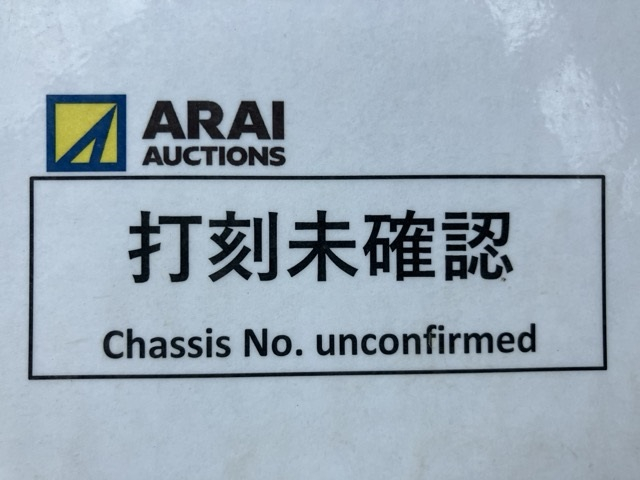 ARAI
AUCTIONS
打刻未確認
Chassis No. unconfirmed